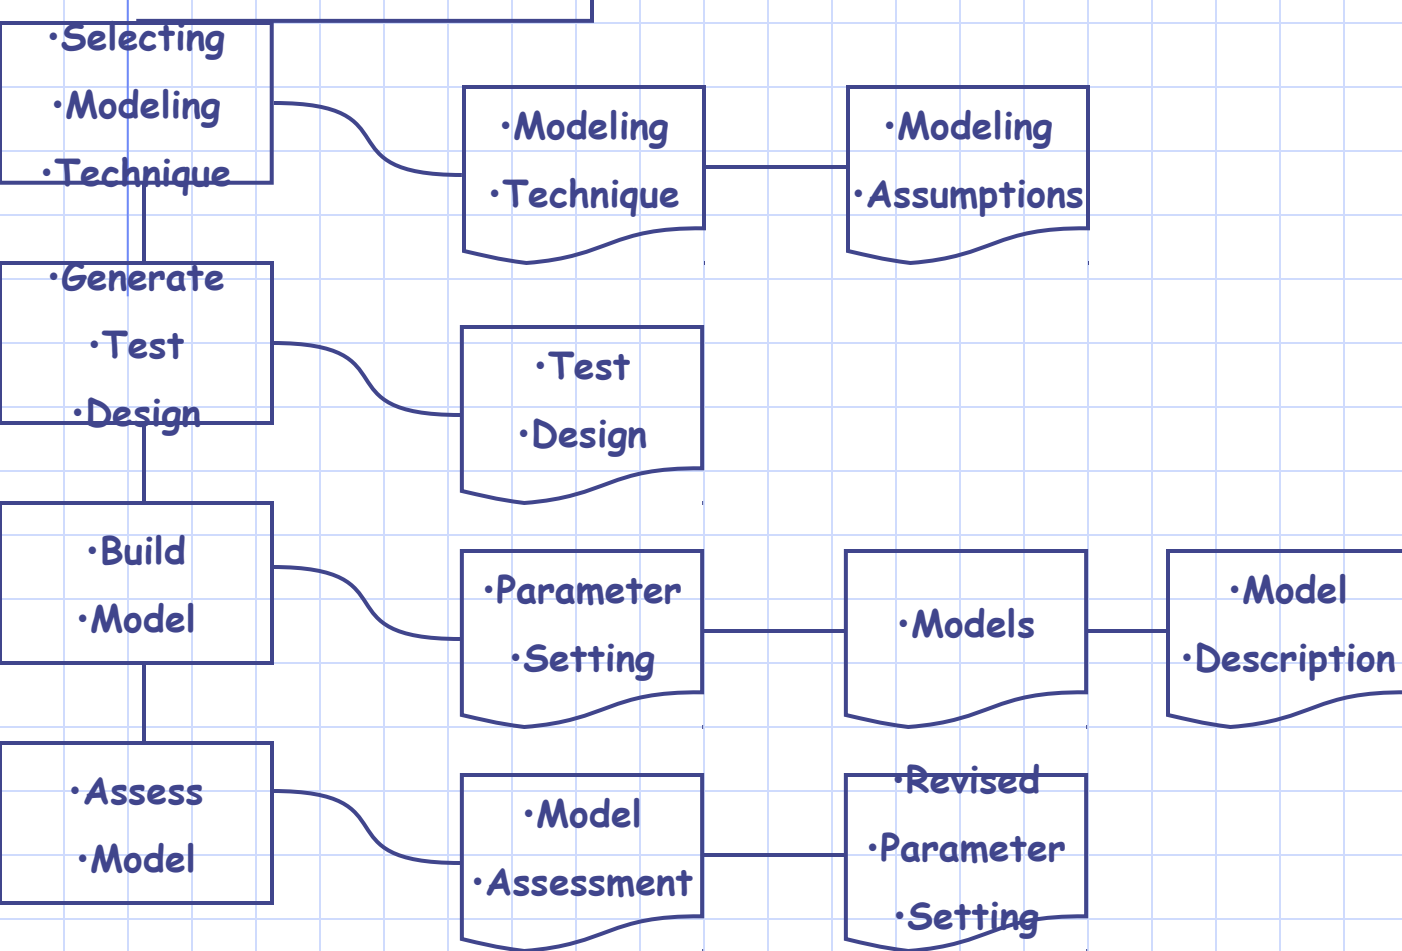 •Selecting
•Modeling
•Technique
•Modeling
•Technique
•Modeling
•Assumptions
•Generate
•Test
•Design
•Test
•Design
•Build
•Model
•Parameter
•Setting
•Models
•Model
•Description
•Assess
•Model
•Model
•Assessment
•Revised
•Parameter
•Setting